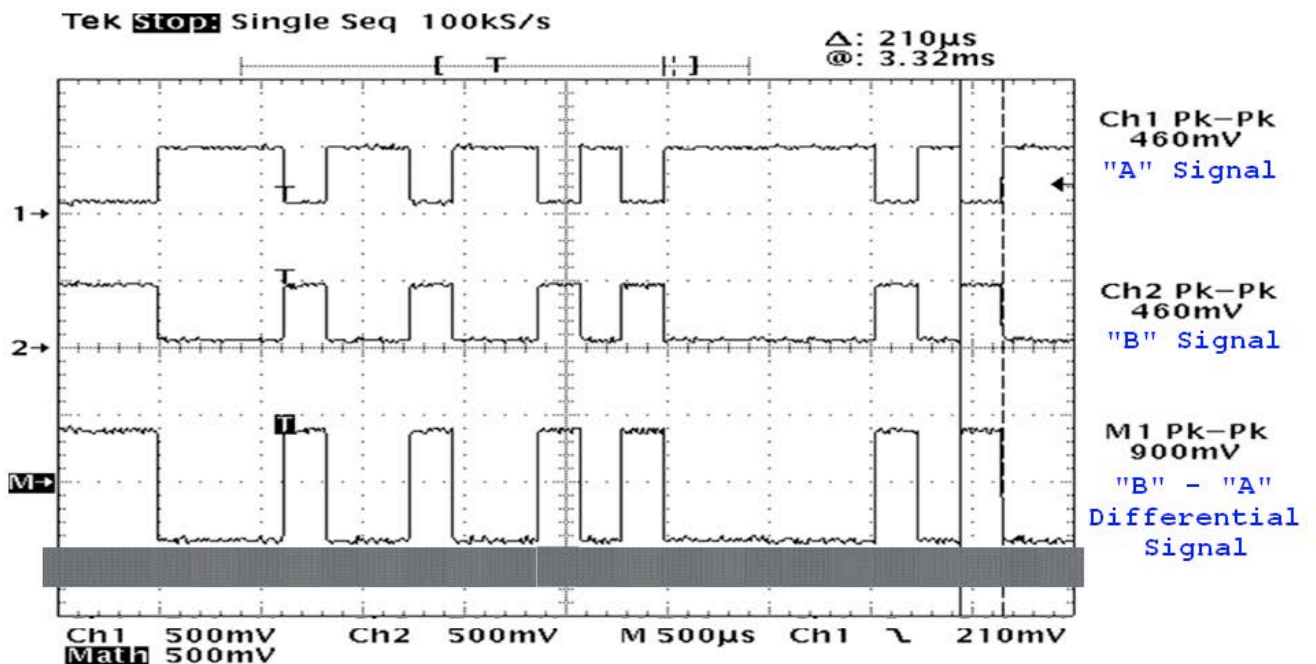 Tek Stop: Single Seq 100kS/s
Δ: 210µs
@: 3.32ms
[ T ]
Ch1 Pk-Pk
460mV
"A" Signal
T
1→
T
Ch2 Pk-Pk
460mV
"B" Signal
2→
T
M1 Pk-Pk
900mV
"B" - "A"
Differential
Signal
M→
Ch1 500mV Ch2 500mV M 500µs Ch1 ↘ 210mV
Math 500mV